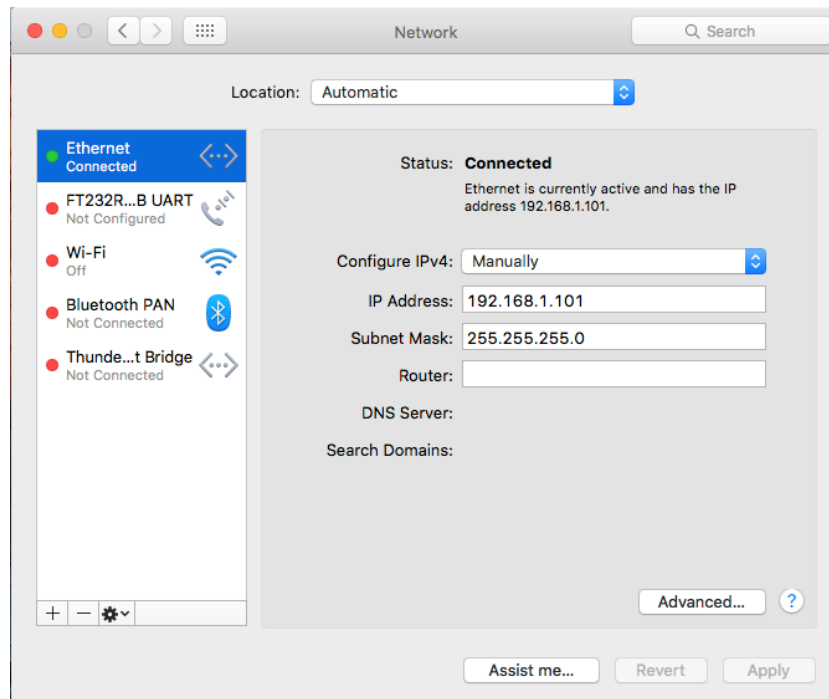 Network
Search
Location: Automatic
Ethernet
Connected
FT232R...B UART
Not Configured
Wi-Fi
Off
Bluetooth PAN
Not Connected
Thunde...t Bridge
Not Connected
Status: Connected
Ethernet is currently active and has the IP
address 192.168.1.101.
Configure IPv4: Manually
IP Address: 192.168.1.101
Subnet Mask: 255.255.255.0
Router:
DNS Server:
Search Domains:
Advanced... ?
Assist me... Revert Apply